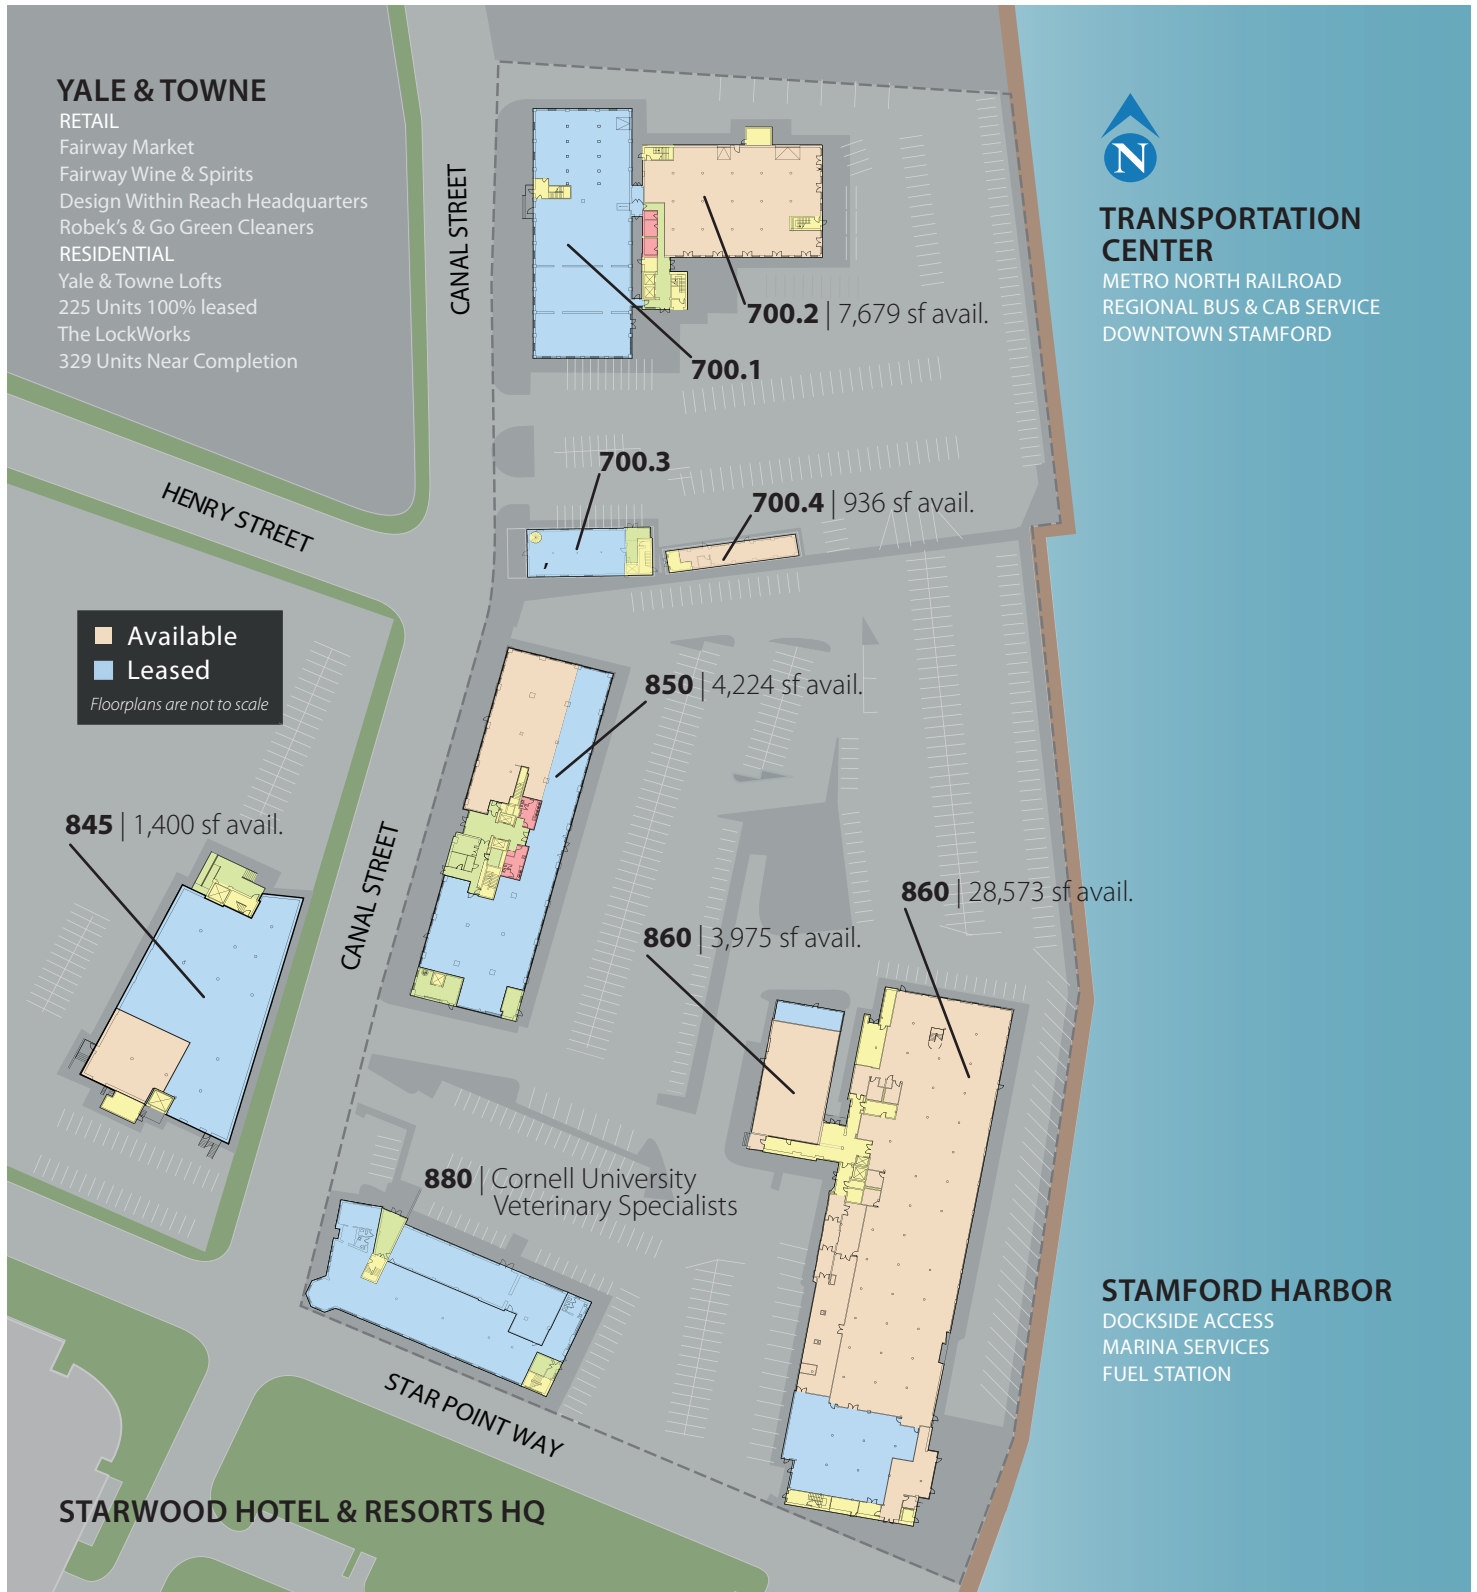 YALE & TOWNE
RETAIL
Fairway Market
Fairway Wine & Spirits
Design Within Reach Headquarters
Robek's & Go Green Cleaners
RESIDENTIAL
Yale & Towne Lofts
225 Units 100% leased
The LockWorks
329 Units Near Completion
CANAL STREET
N
TRANSPORTATION
CENTER
METRO NORTH RAILROAD
REGIONAL BUS & CAB SERVICE
DOWNTOWN STAMFORD
700.2 | 7,679 sf avail.
700.1
700.3
700.4 | 936 sf avail.
HENRY STREET
Available
Leased
Floorplans are not to scale
850 | 4,224 sf avail.
845 | 1,400 sf avail.
CANAL STREET
860 | 28,573 sf avail.
860 | 3,975 sf avail.
880 | Cornell University
Veterinary Specialists
STAMFORD HARBOR
DOCKSIDE ACCESS
MARINA SERVICES
FUEL STATION
STAR POINT WAY
STARWOOD HOTEL & RESORTS HQ